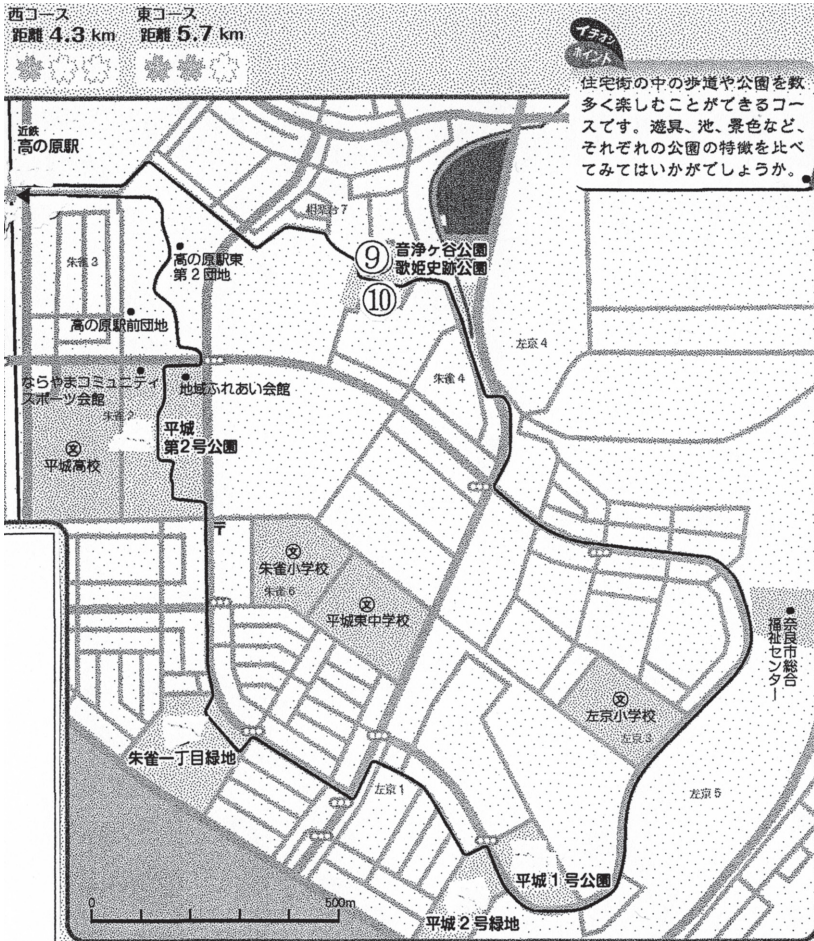 西コース
距離 4.3 km
東コース
距離 5.7 km
イチオシ
ポイント
住宅街の中の歩道や公園を数
多く楽しむことができるコー
スです。遊具、池、景色など、
それぞれの公園の特徴を比べ
てみてはいかがでしょうか。
近鉄
高の原駅
相楽台7
朱雀3
高の原駅東
第2団地
⑨
音浄ヶ谷公園
歌姫史跡公園
⑩
高の原駅前団地
左京4
ならやまコミュニティ
スポーツ会館
地域ふれあい会館
朱雀4
朱雀2
平城
第2号公園
文
平城高校
〒
文
朱雀小学校
朱雀6
文
平城東中学校
奈良市総合
福祉センター
文
左京小学校
左京3
朱雀一丁目緑地
左京1
左京5
平城1号公園
平城2号緑地
0
500m